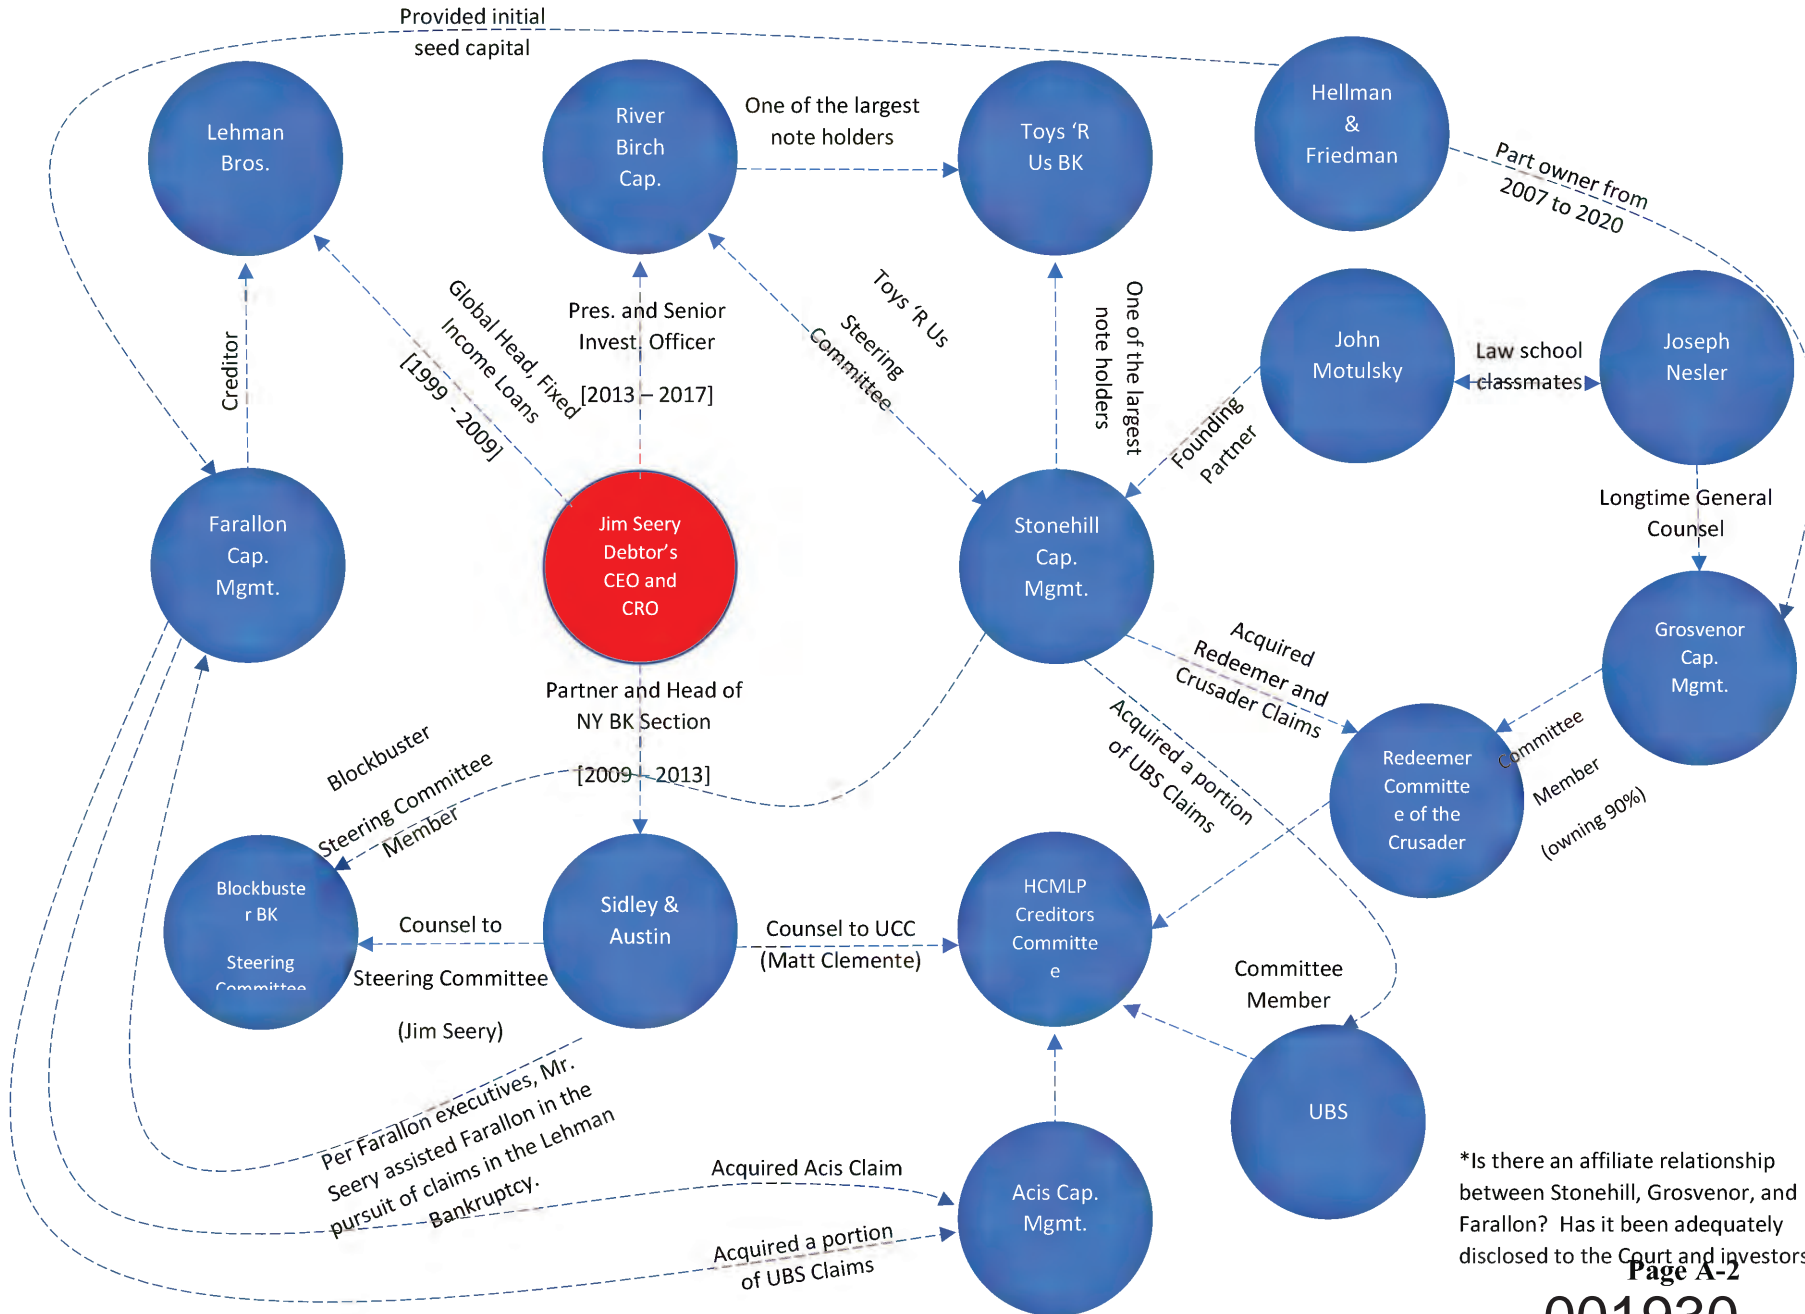 Provided initial
seed capital
Lehman
Bros.
River
Birch
Cap.
One of the largest
note holders
Toys ‘R
Us BK
Hellman
&
Friedman
Part owner from
2007 to 2020
Creditor
Global Head, Fixed
Income Loans
[1999 - 2009]
Pres. and Senior
Invest. Officer
[2013 – 2017]
Toys ‘R Us
Steering
Committee
One of the largest
note holders
John
Motulsky
Law school
classmates
Joseph
Nesler
Founding
Partner
Longtime General
Counsel
Farallon
Cap.
Mgmt.
Jim Seery
Debtor’s
CEO and
CRO
Stonehill
Cap.
Mgmt.
Grosvenor
Cap.
Mgmt.
Acquired
Redeemer and
Crusader Claims
Partner and Head of
NY BK Section
[2009 – 2013]
Acquired a portion
of UBS Claims
Redeemer
Committe
e of the
Crusader
Committee
Member
(owning 90%)
Blockbuster
Steering Committee
Member
Blockbuste
r BK
Steering
Committee
Counsel to
Steering Committee
(Jim Seery)
Sidley &
Austin
Counsel to UCC
(Matt Clemente)
HCMLP
Creditors
Committe
e
Committee
Member
UBS
Per Farallon executives, Mr.
Seery assisted Farallon in the
pursuit of claims in the Lehman
Bankruptcy.
Acquired Acis Claim
Acquired a portion
of UBS Claims
Acis Cap.
Mgmt.
*Is there an affiliate relationship
between Stonehill, Grosvenor, and
Farallon? Has it been adequately
disclosed to the Court and investors
Page A-2
001930